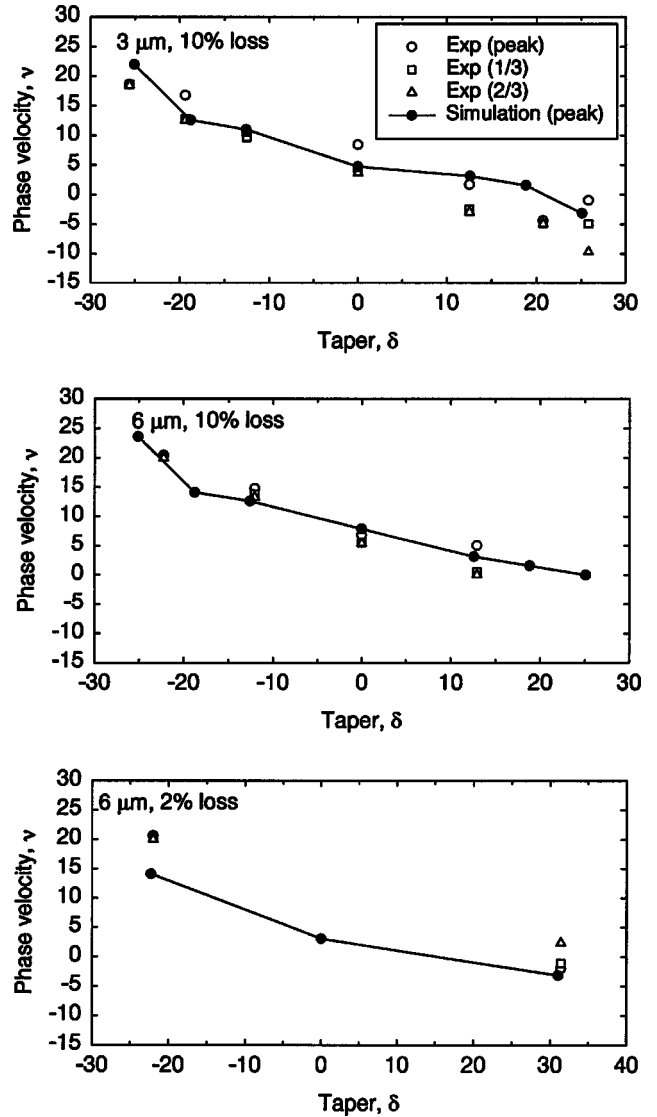 30
25
20
15
10
5
0
-5
-10
-15
3 μm, 10% loss
Exp (peak)
Exp (1/3)
Exp (2/3)
Simulation (peak)
Phase velocity, ν
-30 -20 -10 0 10 20 30
Taper, δ
30
25
20
15
10
5
0
-5
-10
-15
6 μm, 10% loss
Phase velocity, ν
-30 -20 -10 0 10 20 30
Taper, δ
30
25
20
15
10
5
0
-5
-10
-15
6 μm, 2% loss
Phase velocity, ν
-30 -20 -10 0 10 20 30 40
Taper, δ